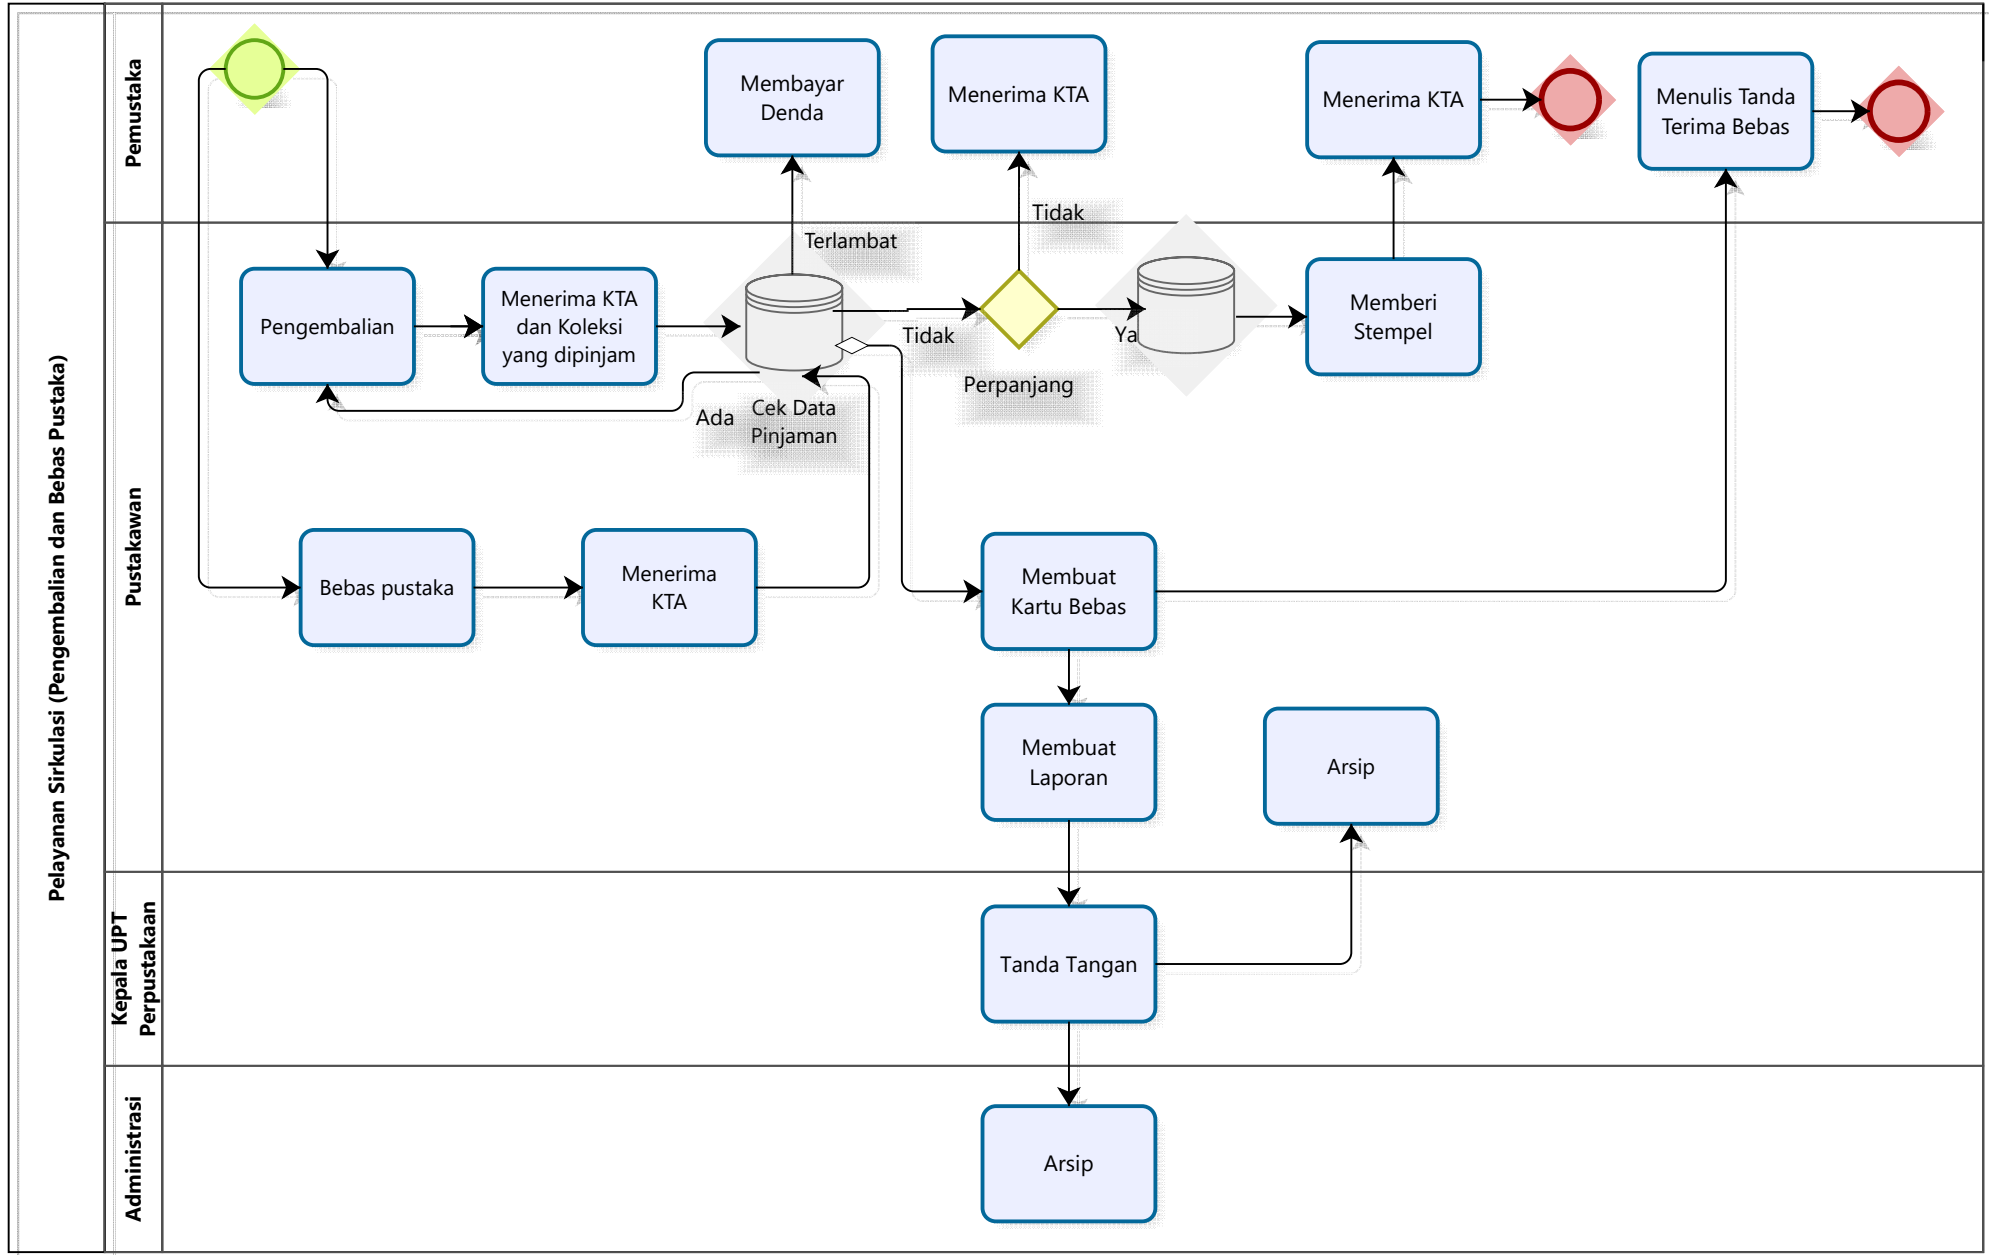 Pelayanan Sirkulasi (Pengembalian dan Bebas Pustaka)
Pemustaka
Membayar
Denda
Menerima KTA
Menerima KTA
Menulis Tanda
Terima Bebas
Pustakawan
Pengembalian
Menerima KTA
dan Koleksi
yang dipinjam
Terlambat
Tidak
Tidak
Perpanjang
Ya
Memberi
Stempel
Ada
Cek Data
Pinjaman
Bebas pustaka
Menerima
KTA
Membuat
Kartu Bebas
Membuat
Laporan
Arsip
Kepala UPT
Perpustakaan
Tanda Tangan
Administrasi
Arsip